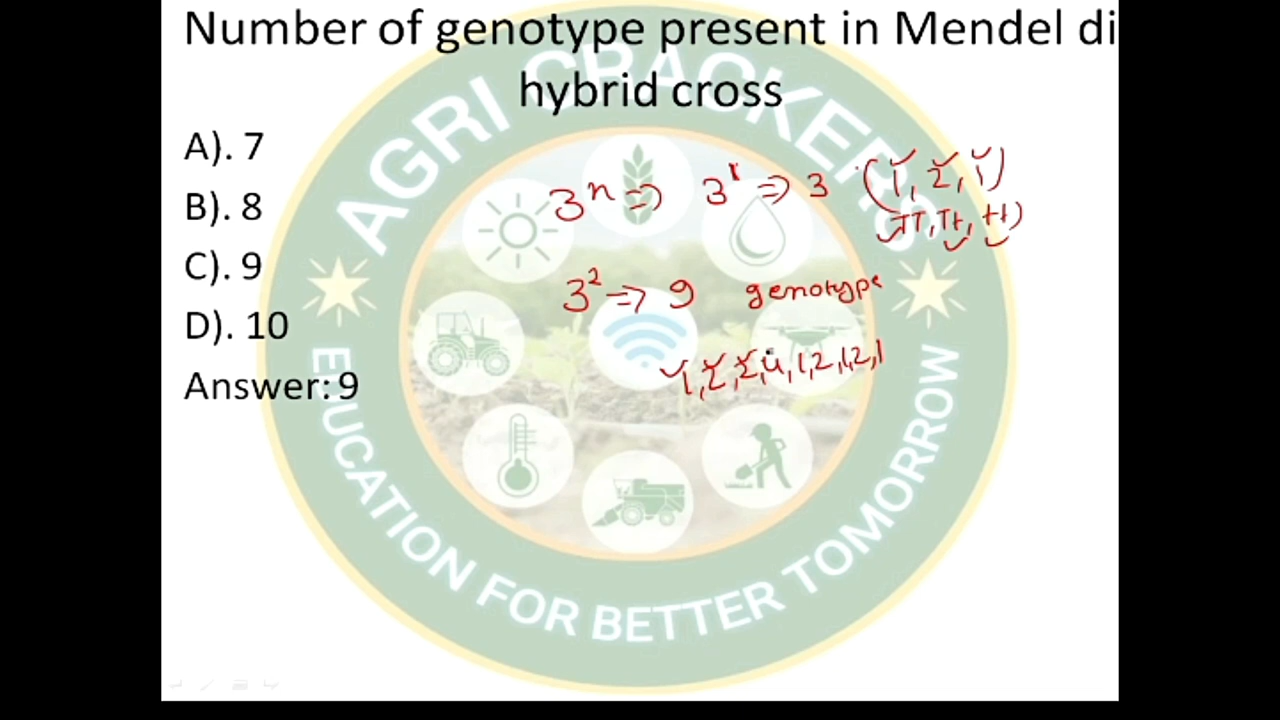 Number of genotype present in Mendel di
hybrid cross
AGRI CRACKERS
A). 7
3ⁿ => 3¹ => 3 (1, 2, 1)
(TT, Tt, tt)
B). 8
C). 9
3² => 9 genotype
D). 10
1, 2, 2, 4, 1, 2, 1, 2, 1
Answer: 9
EDUCATION FOR BETTER TOMORROW